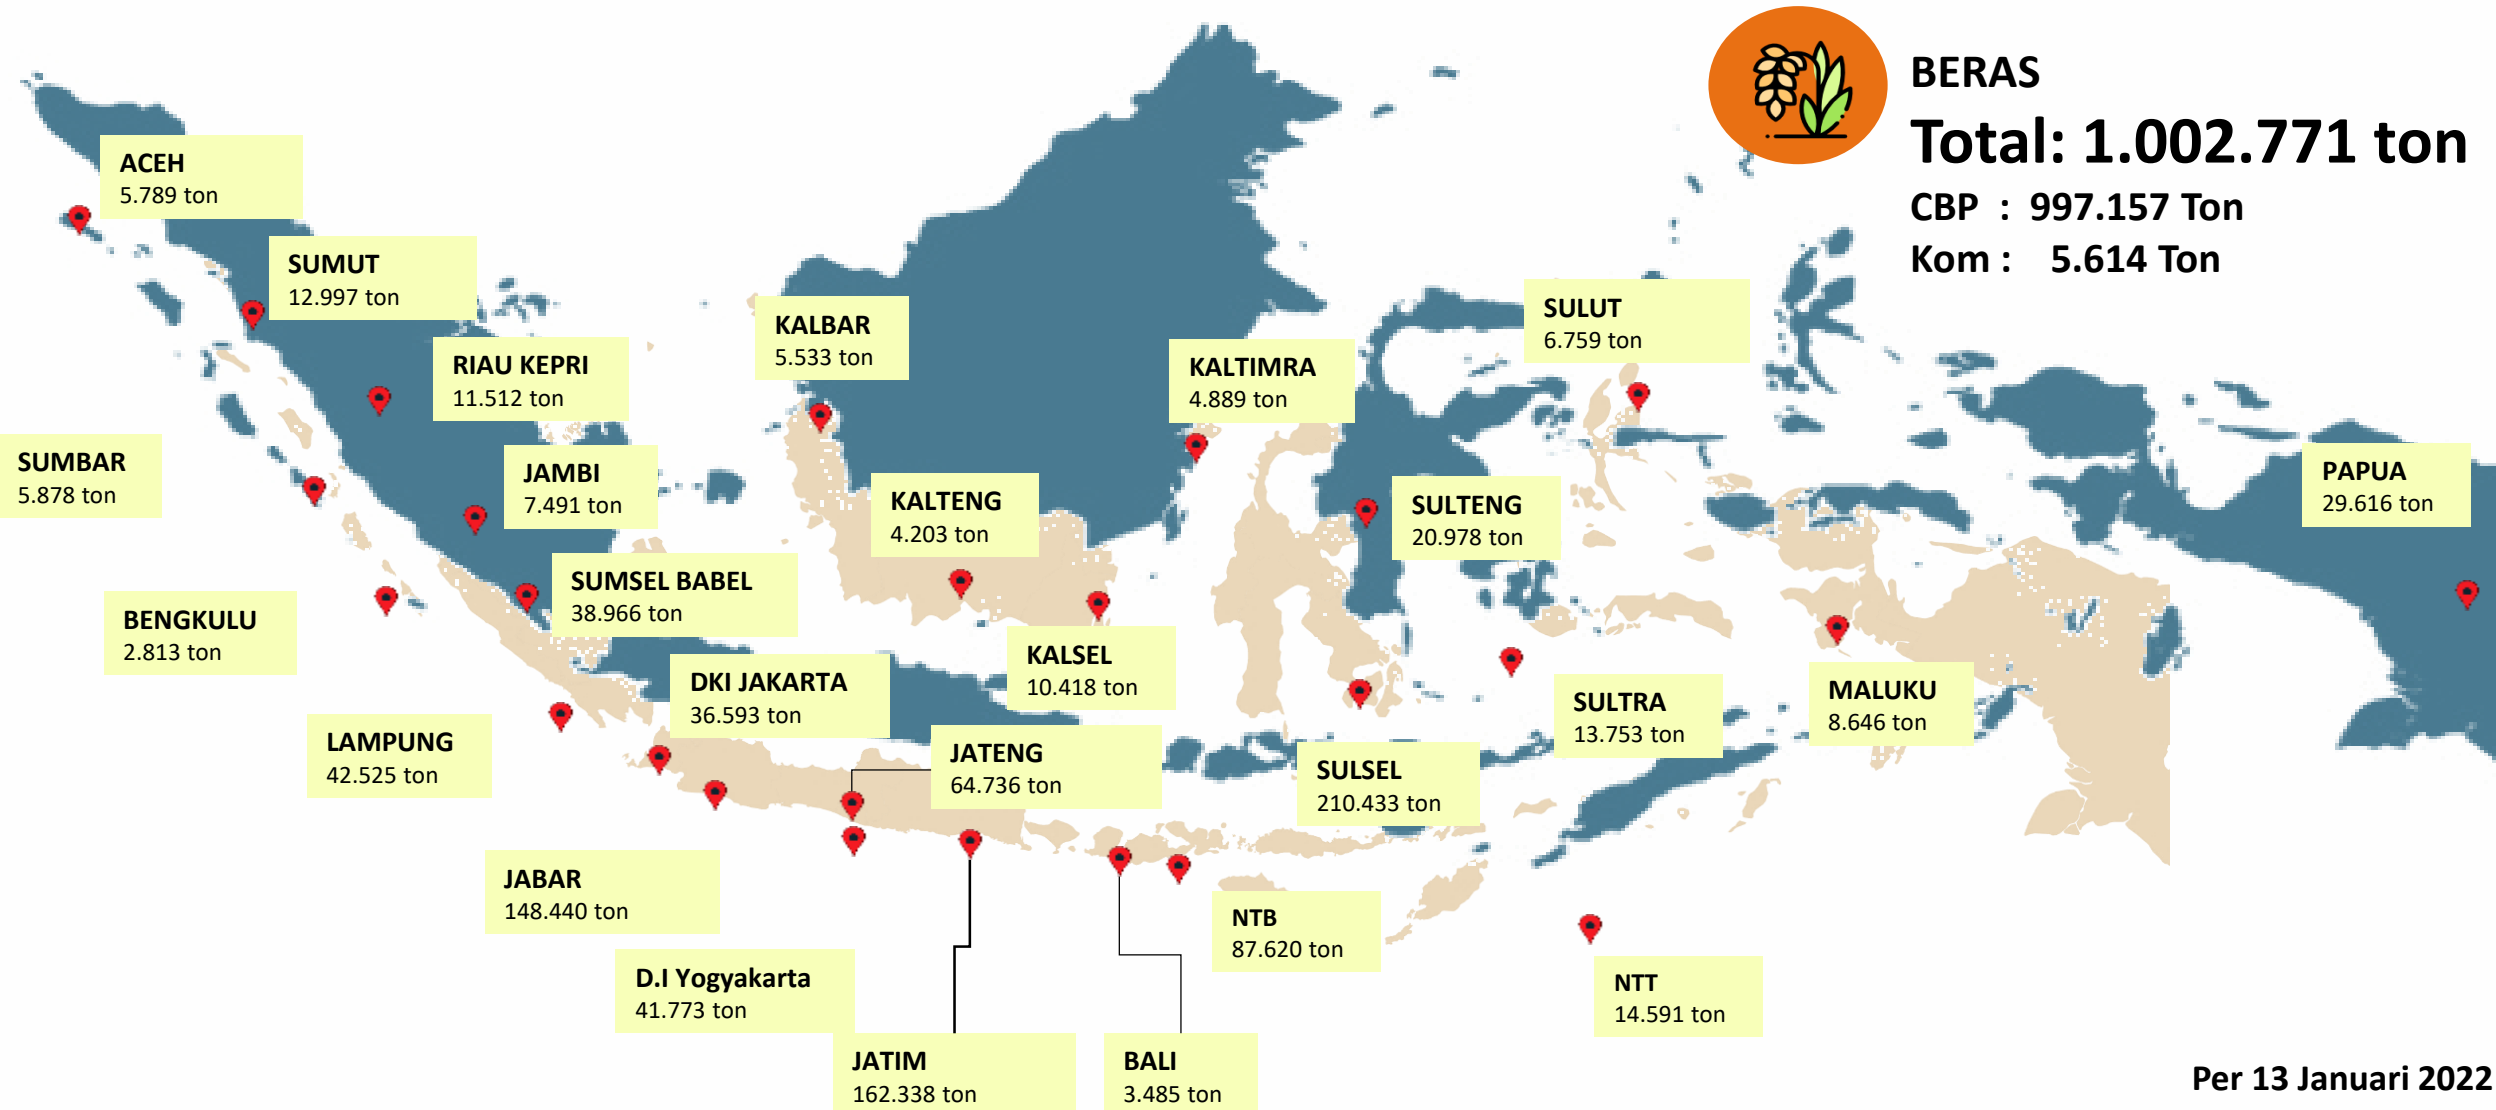 BERAS
Total: 1.002.771 ton
CBP : 997.157 Ton
Kom : 5.614 Ton
ACEH
5.789 ton
SUMUT
12.997 ton
RIAU KEPRI
11.512 ton
SUMBAR
5.878 ton
JAMBI
7.491 ton
SUMSEL BABEL
38.966 ton
BENGKULU
2.813 ton
LAMPUNG
42.525 ton
DKI JAKARTA
36.593 ton
JABAR
148.440 ton
JATENG
64.736 ton
D.I Yogyakarta
41.773 ton
JATIM
162.338 ton
BALI
3.485 ton
NTB
87.620 ton
NTT
14.591 ton
KALBAR
5.533 ton
KALTENG
4.203 ton
KALSEL
10.418 ton
KALTIMRA
4.889 ton
SULUT
6.759 ton
SULTENG
20.978 ton
SULTRA
13.753 ton
SULSEL
210.433 ton
MALUKU
8.646 ton
PAPUA
29.616 ton
Per 13 Januari 2022